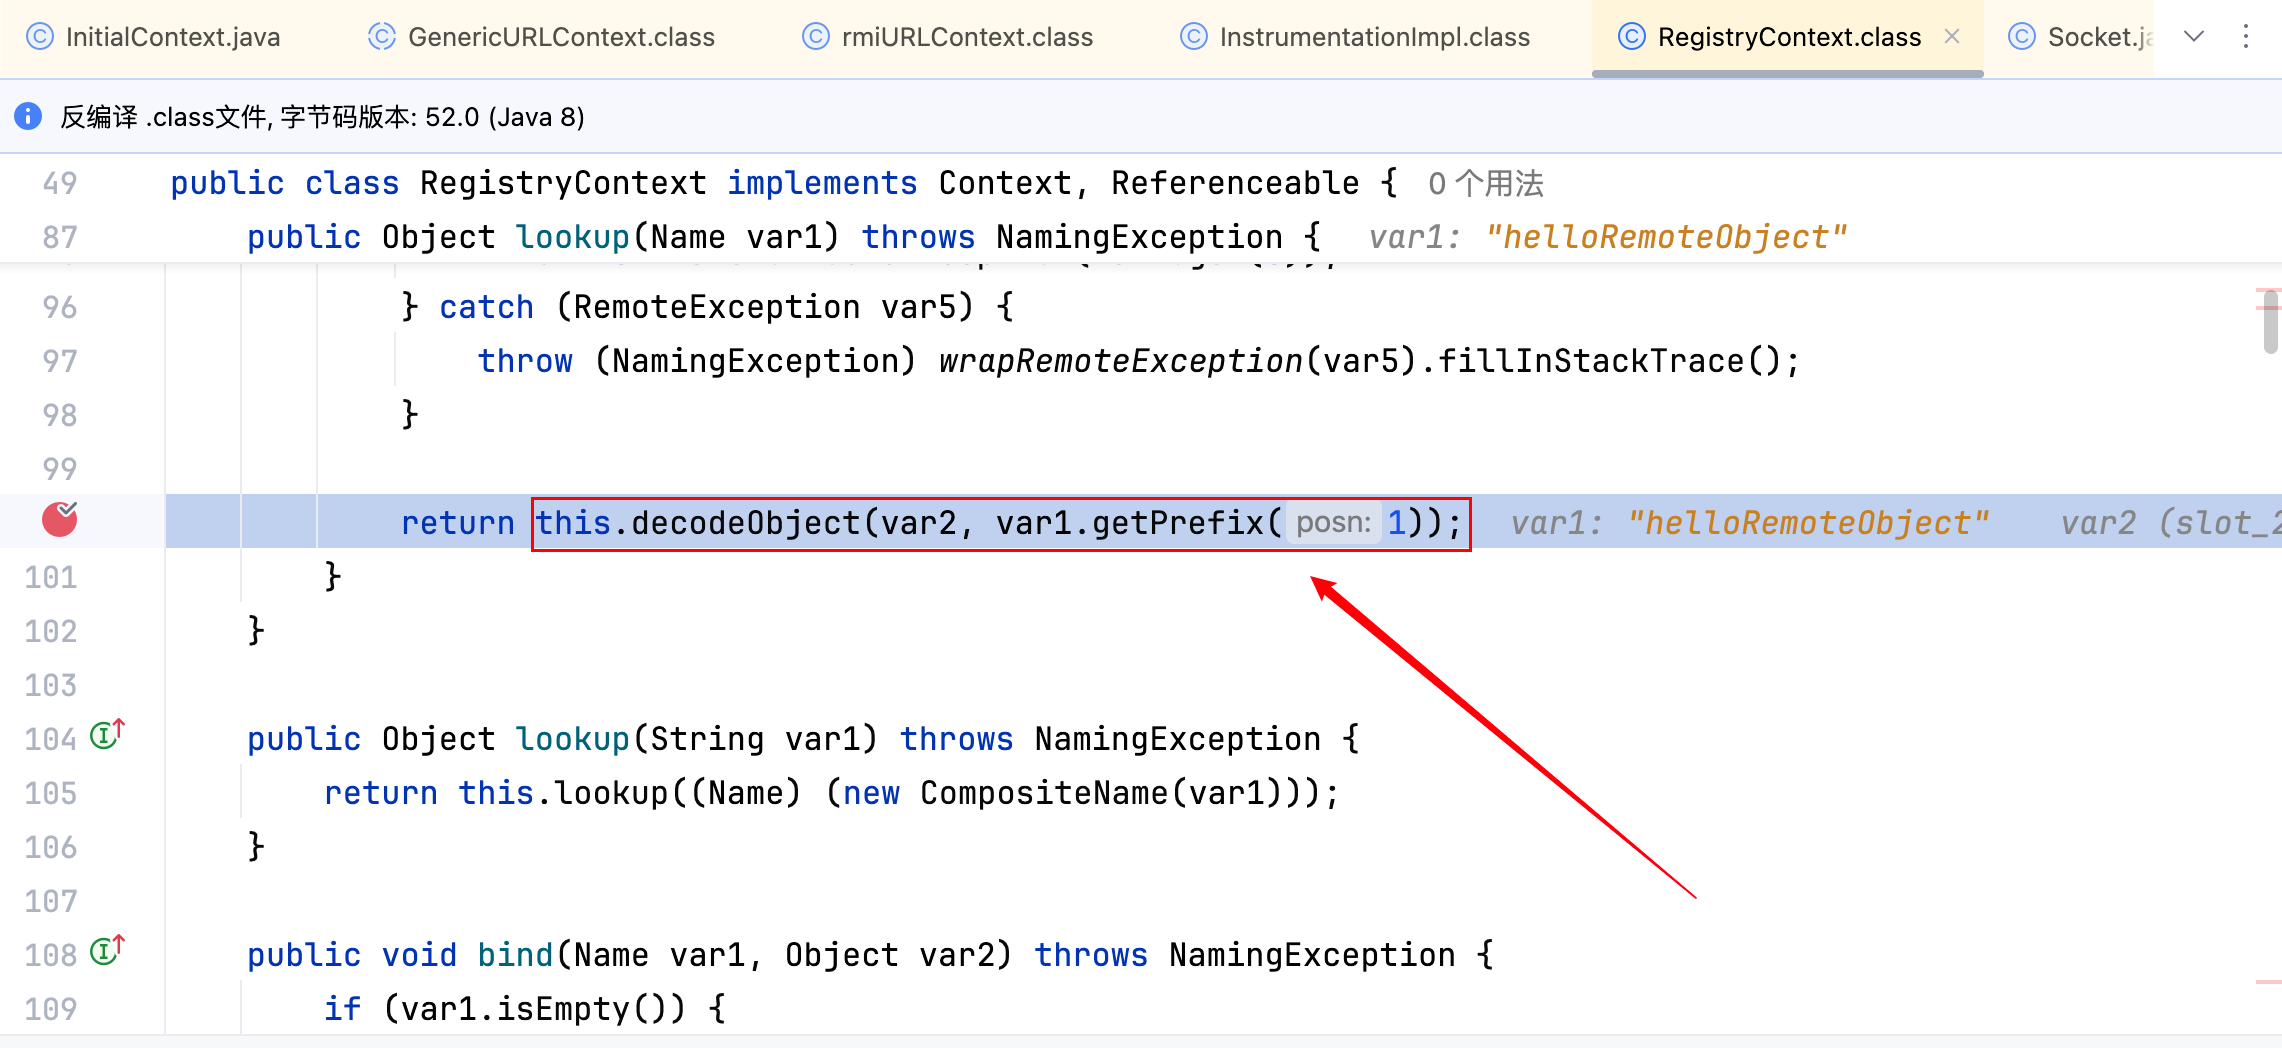 InitialContext.java GenericURLContext.class rmiURLContext.class InstrumentationImpl.class RegistryContext.class
反编译 .class文件, 字节码版本: 52.0 (Java 8)
49 public class RegistryContext implements Context, Referenceable { 0 个用法
87 public Object lookup(Name var1) throws NamingException { var1: "helloRemoteObject"
96 } catch (RemoteException var5) {
97 throw (NamingException) wrapRemoteException(var5).fillInStackTrace();
98 }
99
return this.decodeObject(var2, var1.getPrefix( posn: 1)); var1: "helloRemoteObject" var2
101 }
102 }
103
104 public Object lookup(String var1) throws NamingException {
105 return this.lookup((Name) (new CompositeName(var1)));
106 }
107
108 public void bind(Name var1, Object var2) throws NamingException {
109 if (var1.isEmpty()) {